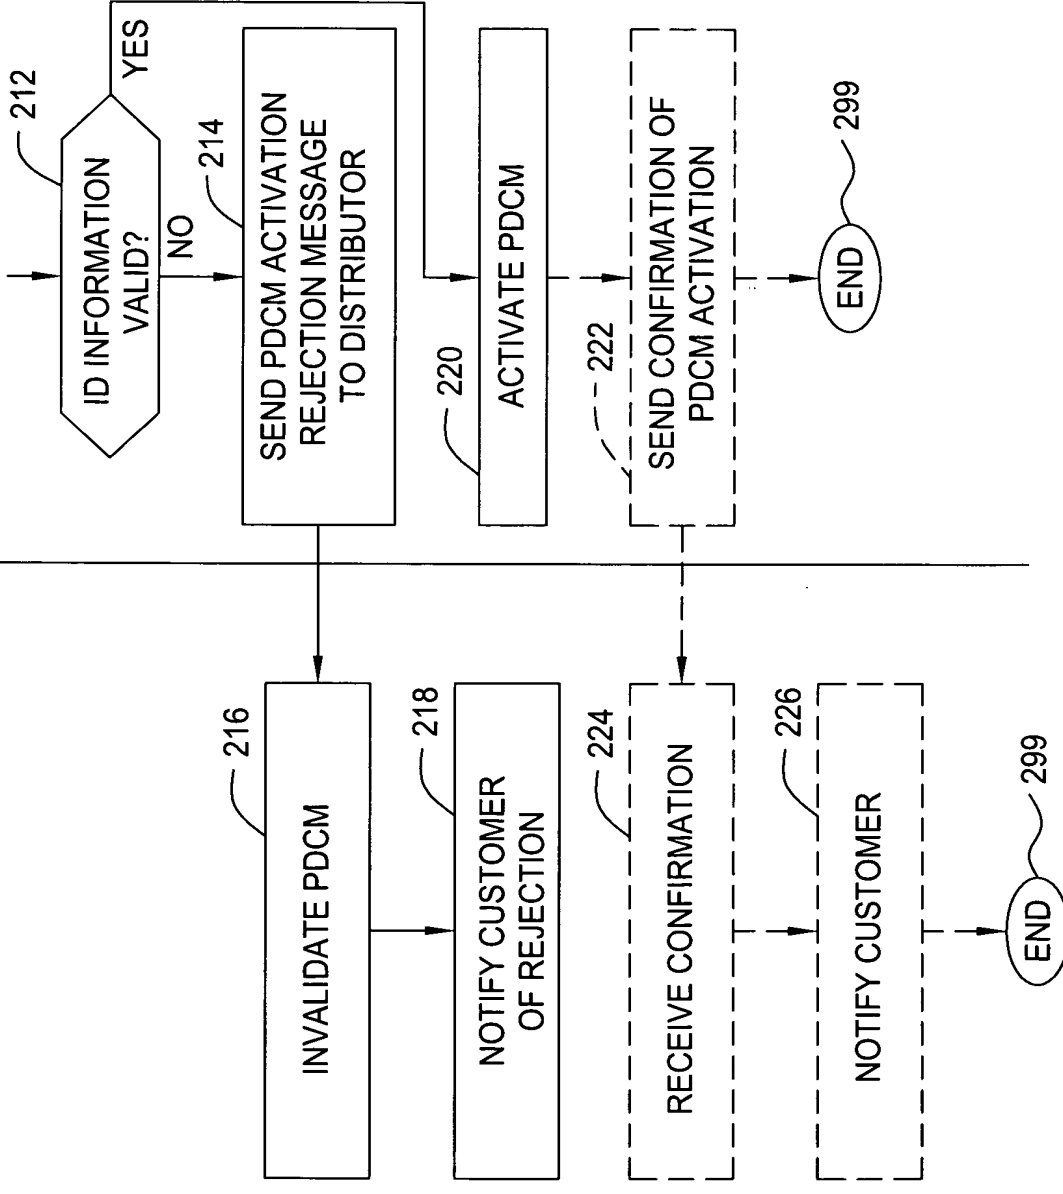 212
ID INFORMATION
VALID?
YES
NO
214
SEND PDCM ACTIVATION
REJECTION MESSAGE
TO DISTRIBUTOR
216
INVALIDATE PDCM
218
NOTIFY CUSTOMER
OF REJECTION
220
ACTIVATE PDCM
222
SEND CONFIRMATION OF
PDCM ACTIVATION
224
RECEIVE CONFIRMATION
226
NOTIFY CUSTOMER
299
END
299
END